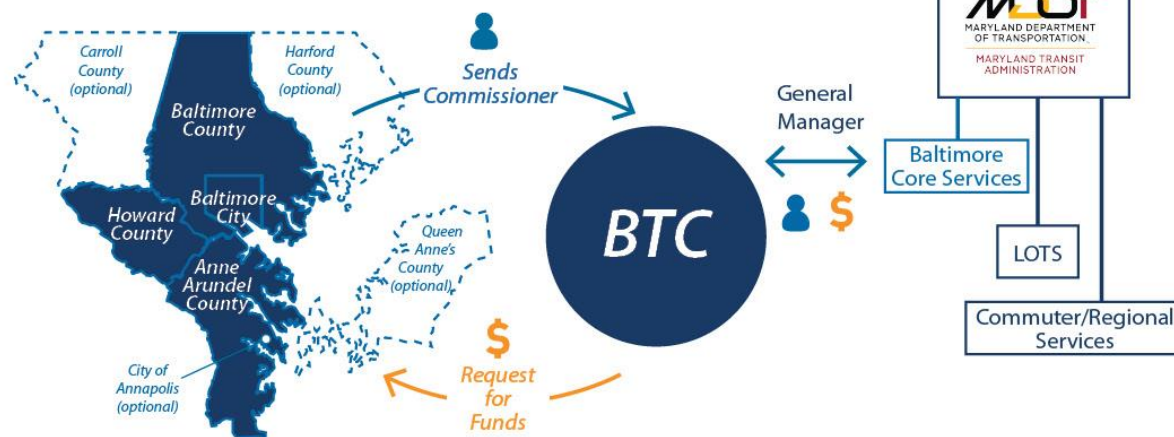 Carroll
County
(optional)
Harford
County
(optional)
Baltimore
County
Baltimore
City
Howard
County
Anne
Arundel
County
City of
Annapolis
(optional)
Queen
Anne's
County
(optional)
Sends
Commissioner
BTC
$
Request
for
Funds
General
Manager
$
MARYLAND DEPARTMENT
OF TRANSPORTATION
MARYLAND TRANSIT
ADMINISTRATION
Baltimore
Core Services
LOTS
Commuter/Regional
Services